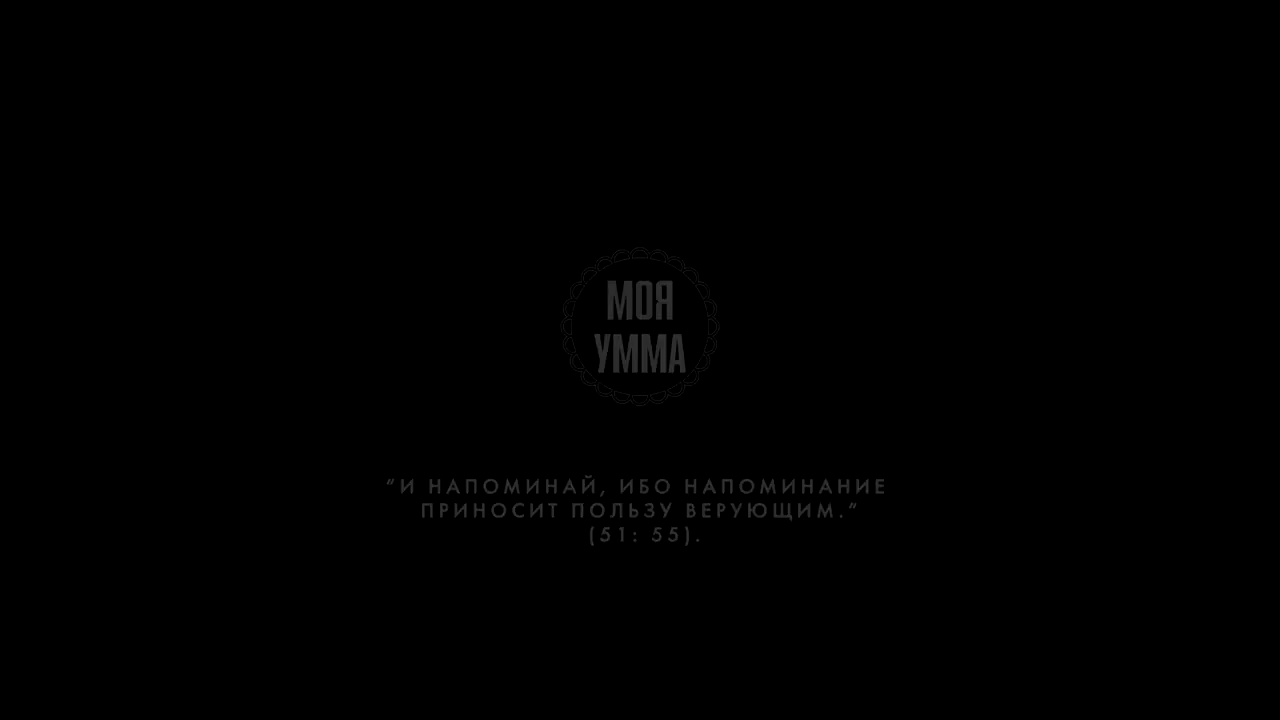 МОЯ
УММА
“И НАПОМИНАЙ, ИБО НАПОМИНАНИЕ
ПРИНОСИТ ПОЛЬЗУ ВЕРУЮЩИМ.“
(51: 55).